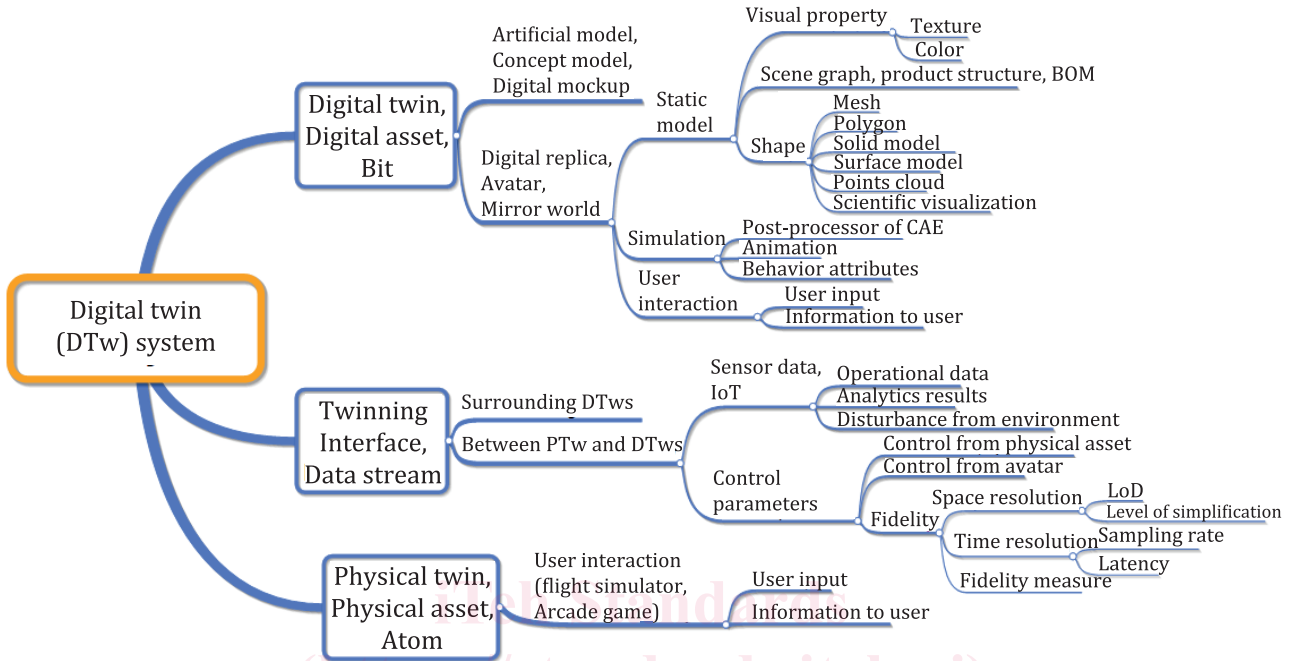 Digital twin
(DTw) system
Digital twin,
Digital asset,
Bit
Artificial model,
Concept model,
Digital mockup
Digital replica,
Avatar,
Mirror world
Static
model
Visual property
Texture
Color
Scene graph, product structure, BOM
Shape
Mesh
Polygon
Solid model
Surface model
Points cloud
Scientific visualization
Simulation
Post-processor of CAE
Animation
Behavior attributes
User
interaction
User input
Information to user
Twinning
Interface,
Data stream
Surrounding DTws
Between PTw and DTws
Sensor data,
IoT
Operational data
Analytics results
Disturbance from environment
Control
parameters
Control from physical asset
Control from avatar
Fidelity
Space resolution
LoD
Level of simplification
Time resolution
Sampling rate
Latency
Fidelity measure
Physical twin,
Physical asset,
Atom
User interaction
(flight simulator,
Arcade game)
User input
Information to user
iTeh Standards